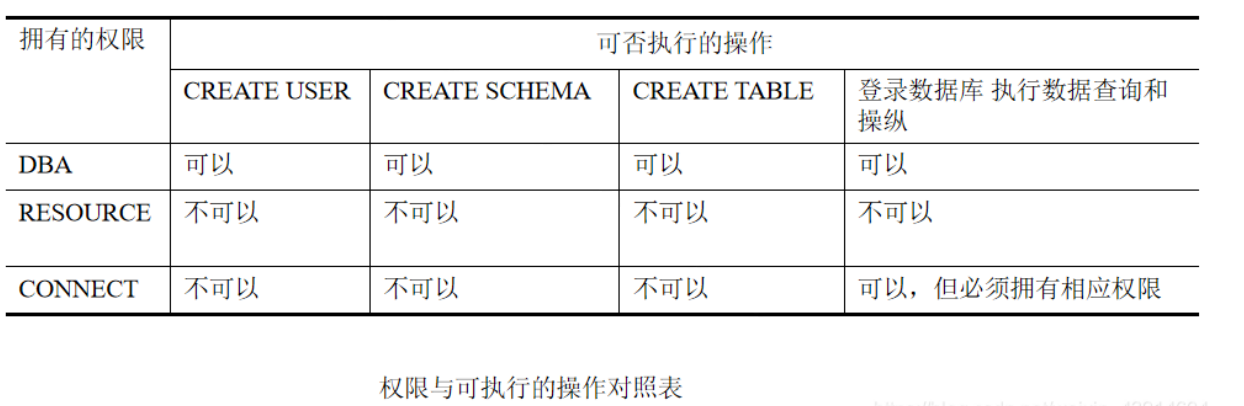 拥有的权限
可否执行的操作
CREATE USER
CREATE SCHEMA
CREATE TABLE
登录数据库 执行数据查询和
操纵
DBA
可以
可以
可以
可以
RESOURCE
不可以
不可以
不可以
不可以
CONNECT
不可以
不可以
不可以
可以，但必须拥有相应权限
权限与可执行的操作对照表